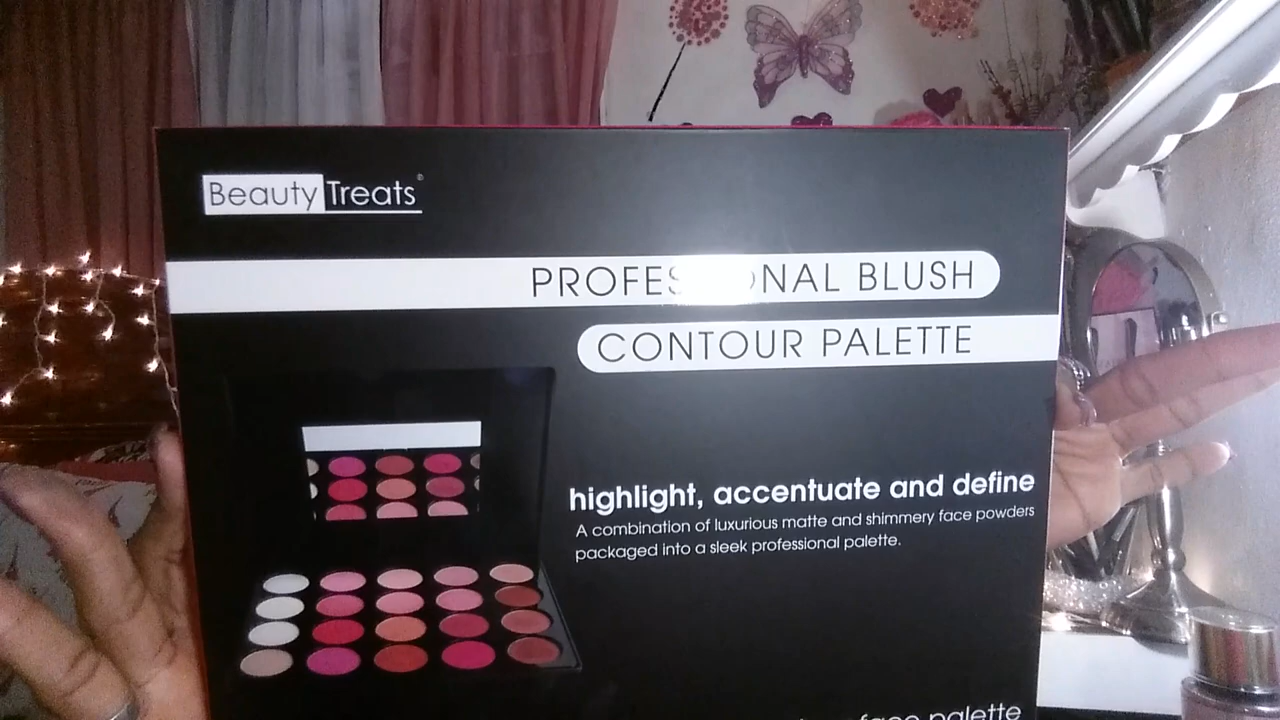 Beauty Treats®
BLUSH
CONTOUR PALETTE
highlight, accentuate and define
A combination of luxurious matte and shimmery face powders
packaged into a sleek professional palette.
palette